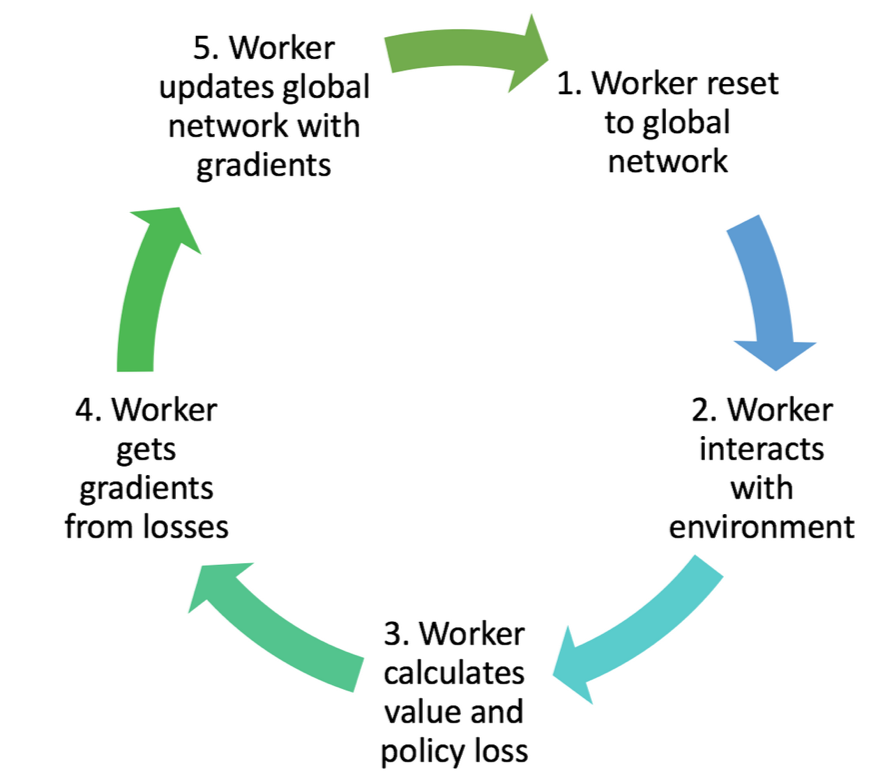 1. Worker reset
to global
network
2. Worker
interacts
with
environment
3. Worker
calculates
value and
policy loss
4. Worker
gets
gradients
from losses
5. Worker
updates global
network with
gradients